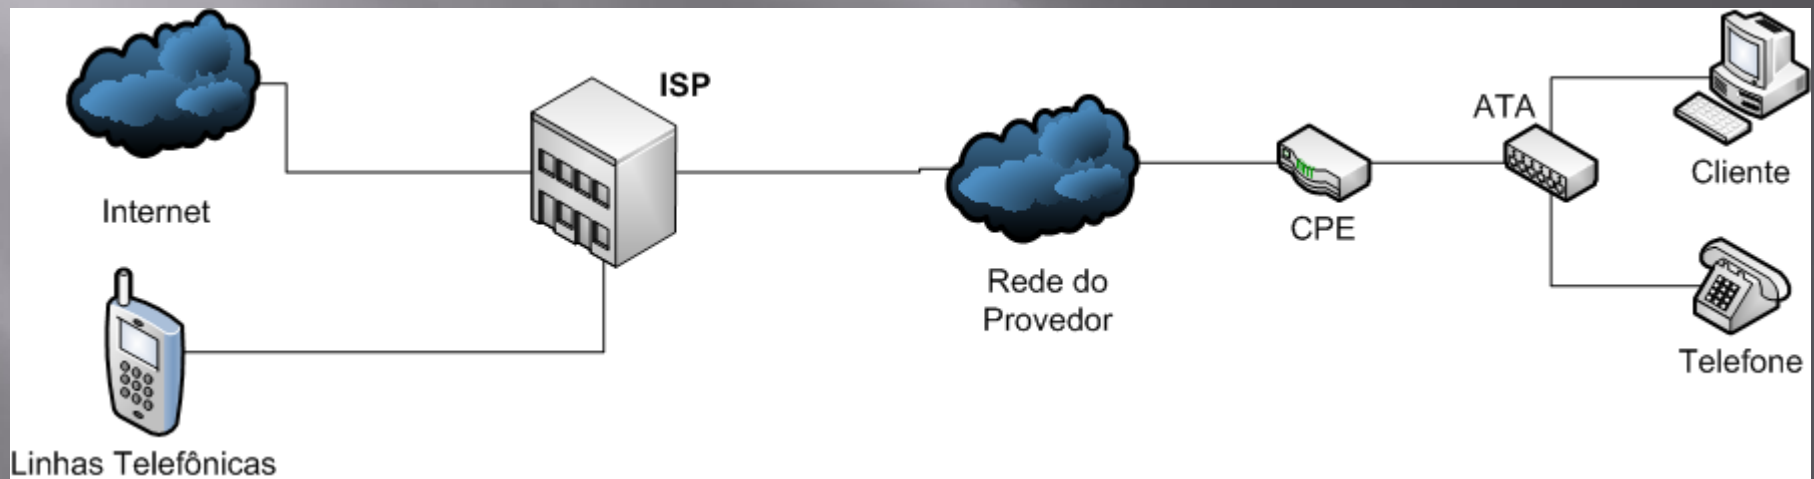 Internet
Linhas Telefônicas
ISP
Rede do
Provedor
CPE
ATA
Cliente
Telefone